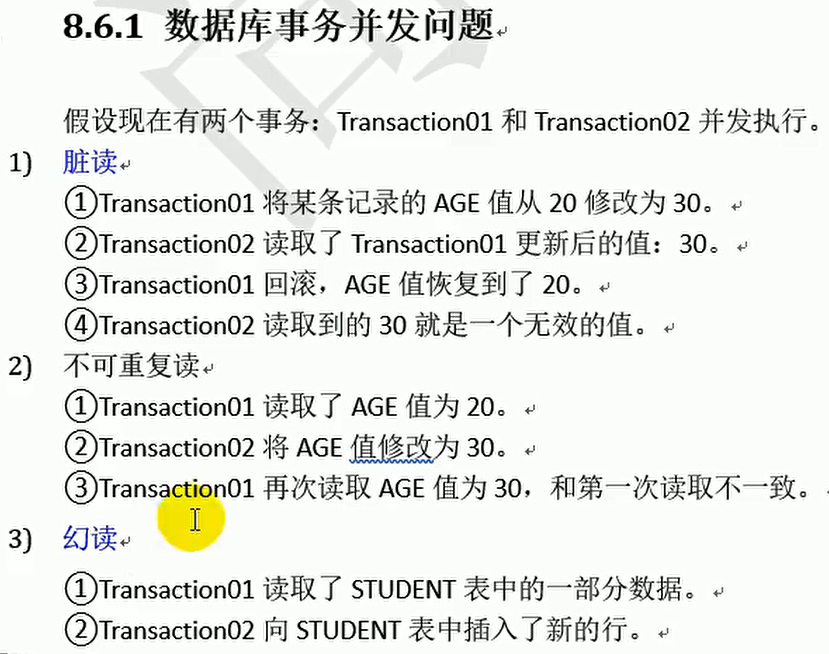 8.6.1 数据库事务并发问题
假设现在有两个事务：Transaction01 和 Transaction02 并发执行。
1) 脏读
①Transaction01 将某条记录的 AGE 值从 20 修改为 30。
②Transaction02 读取了 Transaction01 更新后的值：30。
③Transaction01 回滚，AGE 值恢复到了 20。
④Transaction02 读取到的 30 就是一个无效的值。
2) 不可重复读
①Transaction01 读取了 AGE 值为 20。
②Transaction02 将 AGE 值修改为 30。
③Transaction01 再次读取 AGE 值为 30，和第一次读取不一致。
3) 幻读
①Transaction01 读取了 STUDENT 表中的一部分数据。
②Transaction02 向 STUDENT 表中插入了新的行。